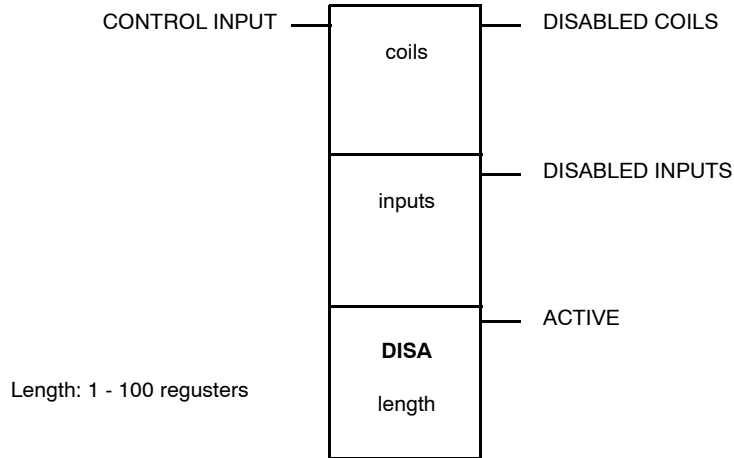 CONTROL INPUT
DISABLED COILS
coils
DISABLED INPUTS
inputs
ACTIVE
DISA
Length: 1 - 100 regusters
length